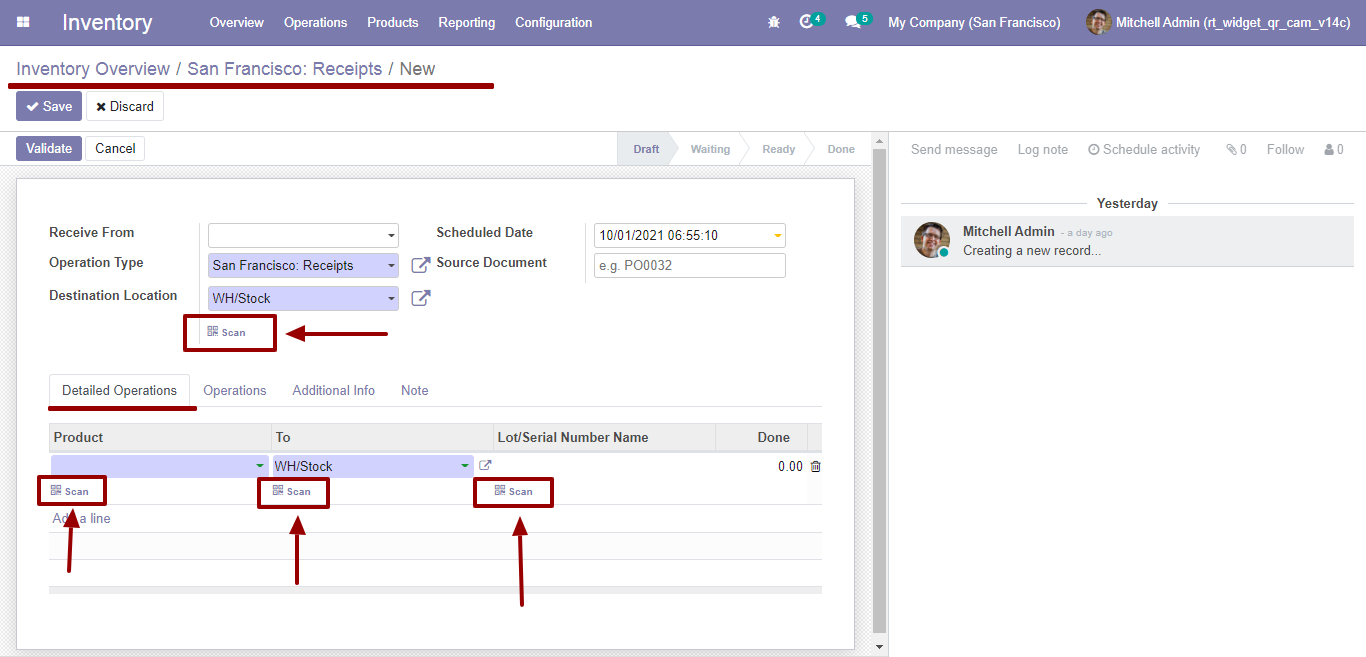 Inventory Overview Operations Products Reporting Configuration 4 5 My Company (San Francisco) Mitchell Admin (rt_widget_qr_cam_v14c)
Inventory Overview / San Francisco: Receipts / New
Save Discard
Validate Cancel Draft Waiting Ready Done Send message Log note Schedule activity 0 Follow 0
Yesterday
Receive From Scheduled Date 10/01/2021 06:55:10
Mitchell Admin - a day ago
Creating a new record...
Operation Type San Francisco: Receipts Source Document e.g. PO0032
Destination Location WH/Stock
Scan
Detailed Operations Operations Additional Info Note
Product To Lot/Serial Number Name Done
WH/Stock 0.00
Scan Scan Scan
Add a line